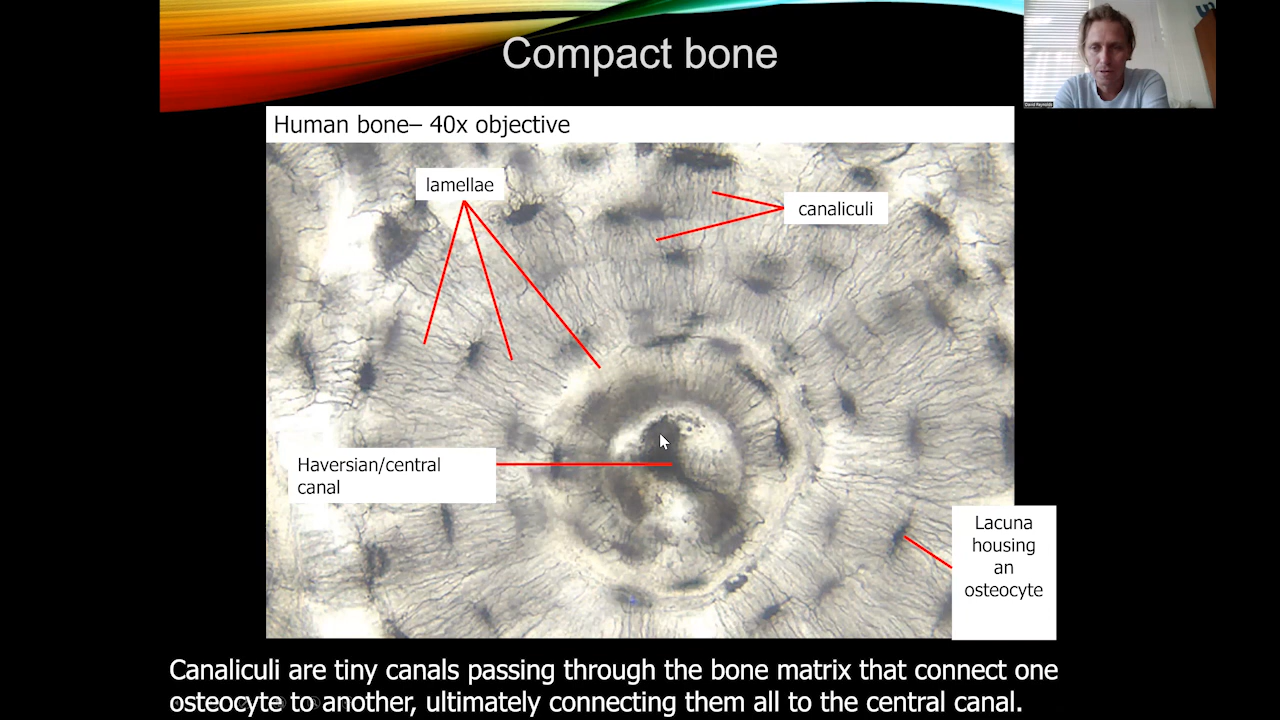 Compact bone
Human bone– 40x objective
lamellae
canaliculi
Haversian/central
canal
Lacuna
housing
an
osteocyte
Canaliculi are tiny canals passing through the bone matrix that connect one
osteocyte to another, ultimately connecting them all to the central canal.
David Reynolds